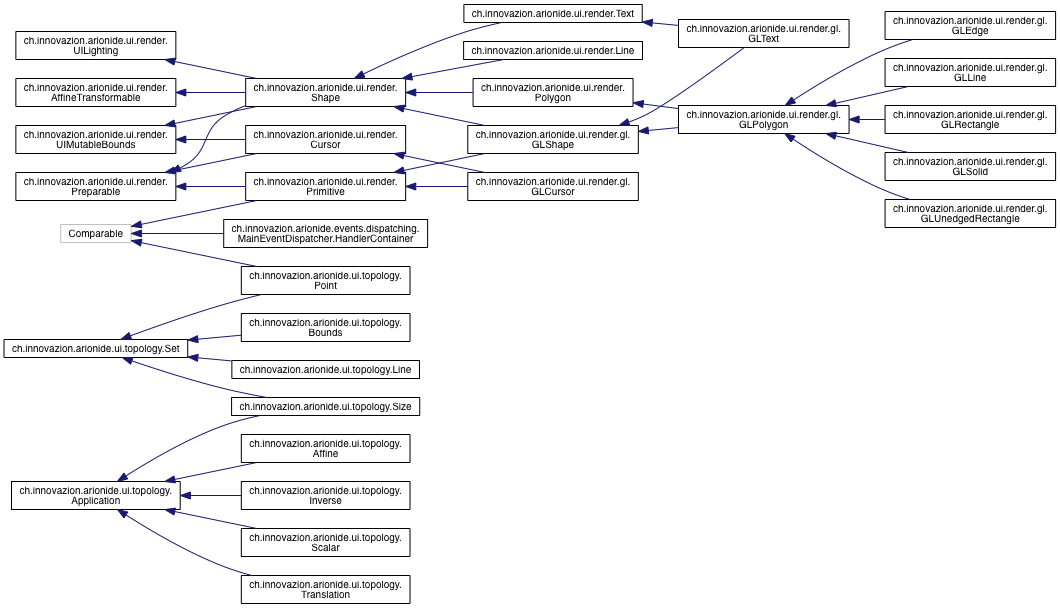 ch.innovazion.arionide.ui.render.
UILighting
ch.innovazion.arionide.ui.render.
AffineTransformable
ch.innovazion.arionide.ui.render.
UIMutableBounds
ch.innovazion.arionide.ui.render.
Preparable
Comparable
ch.innovazion.arionide.ui.topology.Set
ch.innovazion.arionide.ui.topology.
Application
ch.innovazion.arionide.ui.render.
Shape
ch.innovazion.arionide.ui.render.
Cursor
ch.innovazion.arionide.ui.render.
Primitive
ch.innovazion.arionide.events.dispatching.
MainEventDispatcher.HandlerContainer
ch.innovazion.arionide.ui.topology.
Point
ch.innovazion.arionide.ui.topology.
Bounds
ch.innovazion.arionide.ui.topology.Line
ch.innovazion.arionide.ui.topology.Size
ch.innovazion.arionide.ui.topology.
Affine
ch.innovazion.arionide.ui.topology.
Inverse
ch.innovazion.arionide.ui.topology.
Scalar
ch.innovazion.arionide.ui.topology.
Translation
ch.innovazion.arionide.ui.render.Text
ch.innovazion.arionide.ui.render.Line
ch.innovazion.arionide.ui.render.
Polygon
ch.innovazion.arionide.ui.render.gl.
GLShape
ch.innovazion.arionide.ui.render.gl.
GLCursor
ch.innovazion.arionide.ui.render.gl.
GLText
ch.innovazion.arionide.ui.render.gl.
GLPolygon
ch.innovazion.arionide.ui.render.gl.
GLEdge
ch.innovazion.arionide.ui.render.gl.
GLLine
ch.innovazion.arionide.ui.render.gl.
GLRectangle
ch.innovazion.arionide.ui.render.gl.
GLSolid
ch.innovazion.arionide.ui.render.gl.
GLUnedgedRectangle